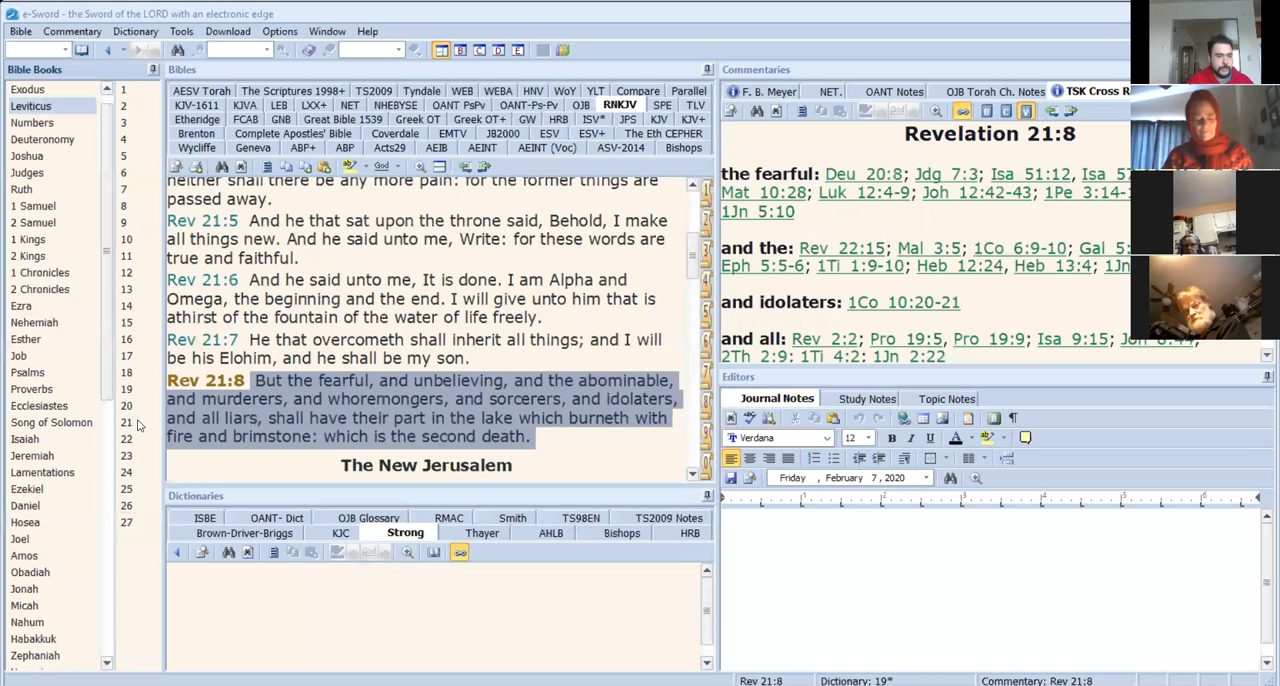 e-Sword - the Sword of the LORD with an electronic edge
Bible Commentary Dictionary Tools Download Options Window Help
Bible Books
Exodus
Leviticus
Numbers
Deuteronomy
Joshua
Judges
Ruth
1 Samuel
2 Samuel
1 Kings
2 Kings
1 Chronicles
2 Chronicles
Ezra
Nehemiah
Esther
Job
Psalms
Proverbs
Ecclesiastes
Song of Solomon
Isaiah
Jeremiah
Lamentations
Ezekiel
Daniel
Hosea
Joel
Amos
Obadiah
Jonah
Micah
Nahum
Habakkuk
Zephaniah
1
2
3
4
5
6
7
8
9
10
11
12
13
14
15
16
17
18
19
20
21
22
23
24
25
26
27
Bibles
AESV Torah The Scriptures 1998+ TS2009 Tyndale WEB WEBA HNV WoY YLT Compare Parallel
KJV-1611 KJVA LEB LXX+ NET NHEBYSE OANT PsPv OANT-Ps-Pv OJB RNKJV SPE TLV
Etheridge FCAB GNB Great Bible 1539 Greek OT Greek OT+ GW HRB ISV* JPS KJV KJV+
Brenton Complete Apostles' Bible Coverdale EMTV JB2000 ESV ESV+ The Eth CEPHER
Wycliffe Geneva ABP+ ABP Acts29 AEIB AEINT AEINT (Voc) ASV-2014 Bishops
neither shall there be any more pain: for the former things are
passed away.
Rev 21:5 And he that sat upon the throne said, Behold, I make
all things new. And he said unto me, Write: for these words are
true and faithful.
Rev 21:6 And he said unto me, It is done. I am Alpha and
Omega, the beginning and the end. I will give unto him that is
athirst of the fountain of the water of life freely.
Rev 21:7 He that overcometh shall inherit all things; and I will
be his Elohim, and he shall be my son.
Rev 21:8 But the fearful, and unbelieving, and the abominable,
and murderers, and whoremongers, and sorcerers, and idolaters,
and all liars, shall have their part in the lake which burneth with
fire and brimstone: which is the second death.
The New Jerusalem
Dictionaries
ISBE OANT- Dict OJB Glossary RMAC Smith TS98EN TS2009 Notes
Brown-Driver-Briggs KJC Strong Thayer AHLB Bishops HRB
Commentaries
F. B. Meyer NET. OANT Notes OJB Torah Ch. Notes TSK Cross R
Revelation 21:8
the fearful: Deu 20:8; Jdg 7:3; Isa 51:12, Isa 57
Mat 10:28; Luk 12:4-9; Joh 12:42-43; 1Pe 3:14-
1Jn 5:10
and the: Rev 22:15; Mal 3:5; 1Co 6:9-10; Gal 5:
Eph 5:5-6; 1Ti 1:9-10; Heb 12:24, Heb 13:4; 1Jn
and idolaters: 1Co 10:20-21
and all: Rev 2:2; Pro 19:5, Pro 19:9; Isa 9:15;
2Th 2:9; 1Ti 4:2; 1Jn 2:22
Editors
Journal Notes Study Notes Topic Notes
Verdana 12 B I U A
Friday , February 7, 2020
1 2 3 4 5 6
Rev 21:8 Dictionary: 19* Commentary: Rev 21:8